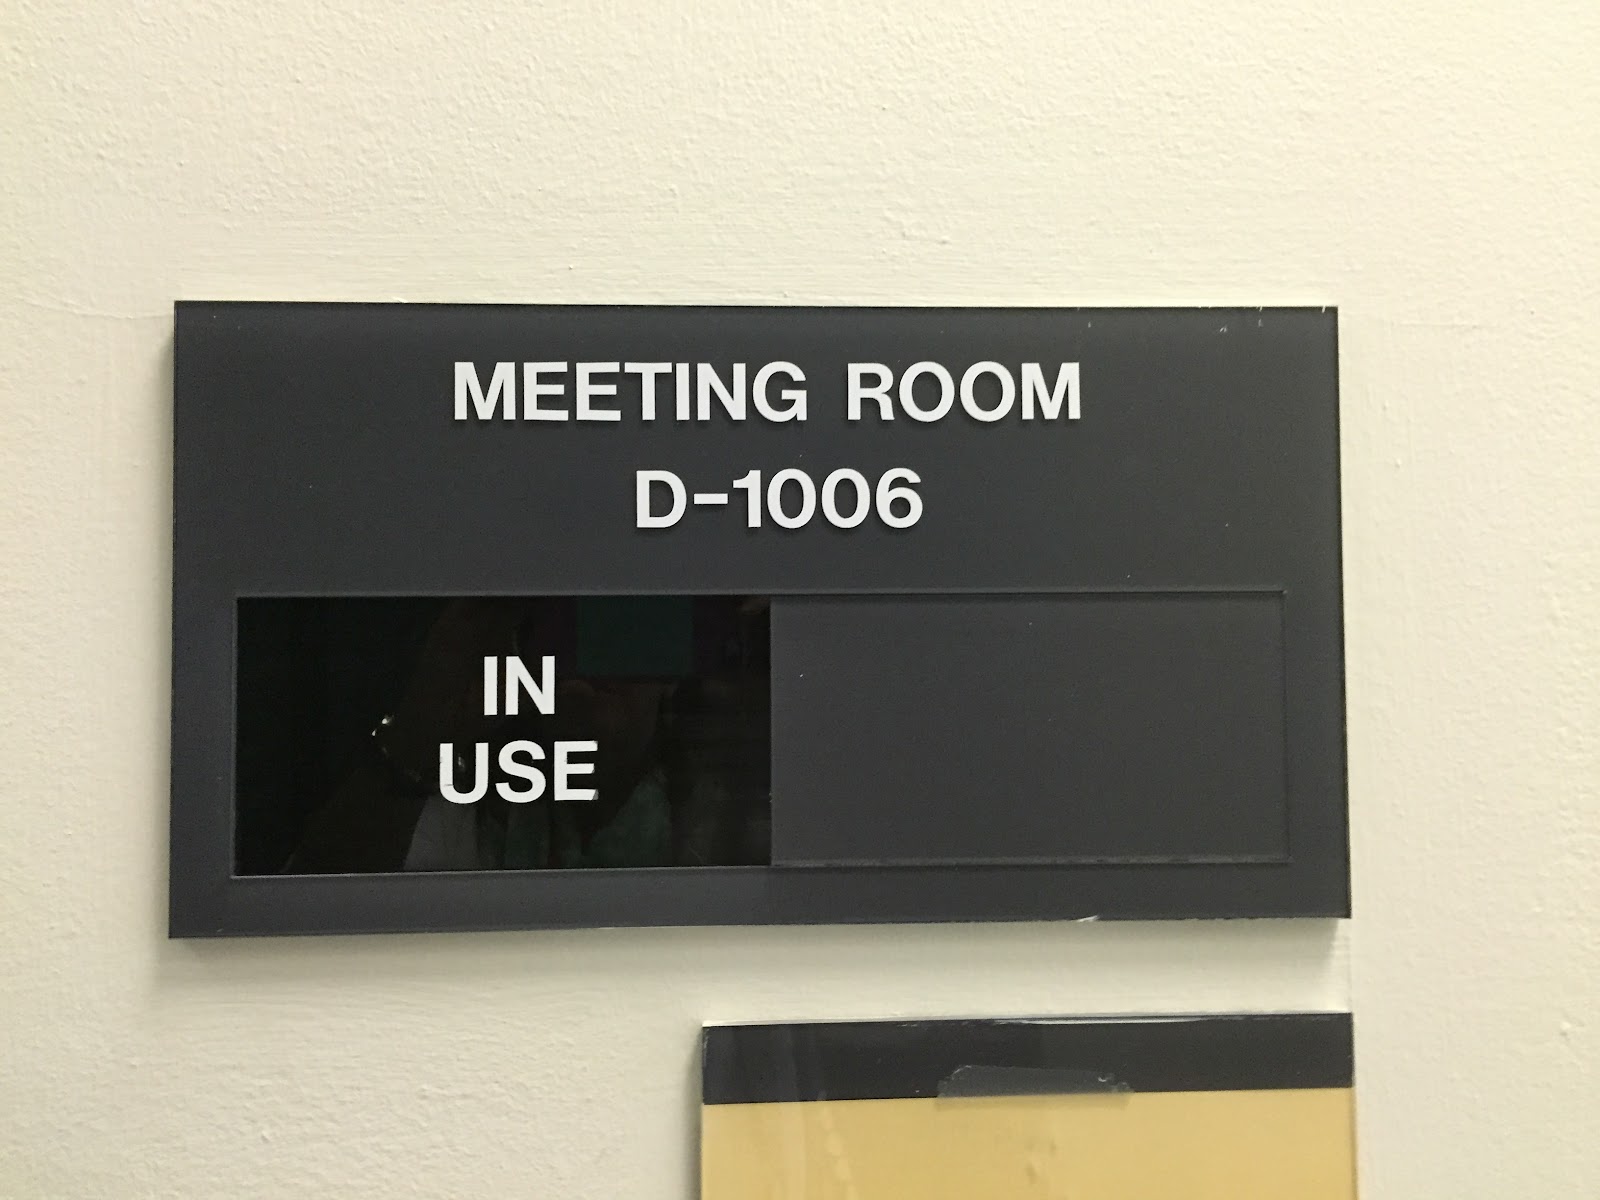 MEETING ROOM
D-1006
IN
USE